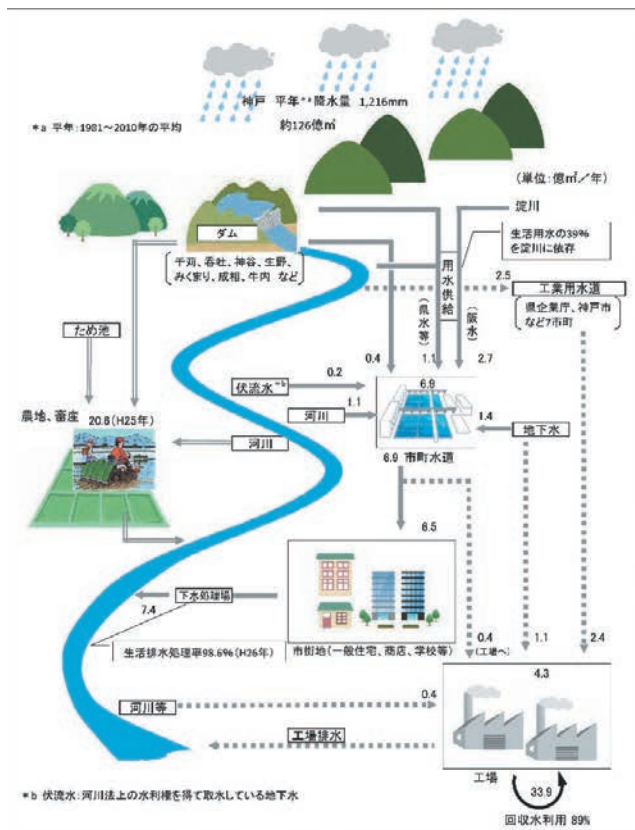 神戸 平年*a降水量 1,216mm
約126億㎥
*a 平年：1981～2010年の平均
（単位：億㎥／年）
淀川
生活用水の39%
を淀川に依存
ダム
千苅、呑吐、神谷、生野、
みくまり、成相、牛内 など
用水供給
（県水等）
（阪水）
2.5
工業用水道
県企業庁、神戸市
など7市町
ため池
0.4
1.1
2.7
0.2
伏流水*b
1.1
河川
6.9
1.4
地下水
農地、畜産
20.6（H25年）
河川
6.9 市町水道
6.5
下水処理場
7.4
生活排水処理率98.6%（H26年）
市街地（一般住宅、商店、学校等）
0.4
（工場へ）
1.1
2.4
4.3
0.4
河川等
工場排水
工場
33.9
回収水利用 89%
*b 伏流水：河川法上の水利権を得て取水している地下水